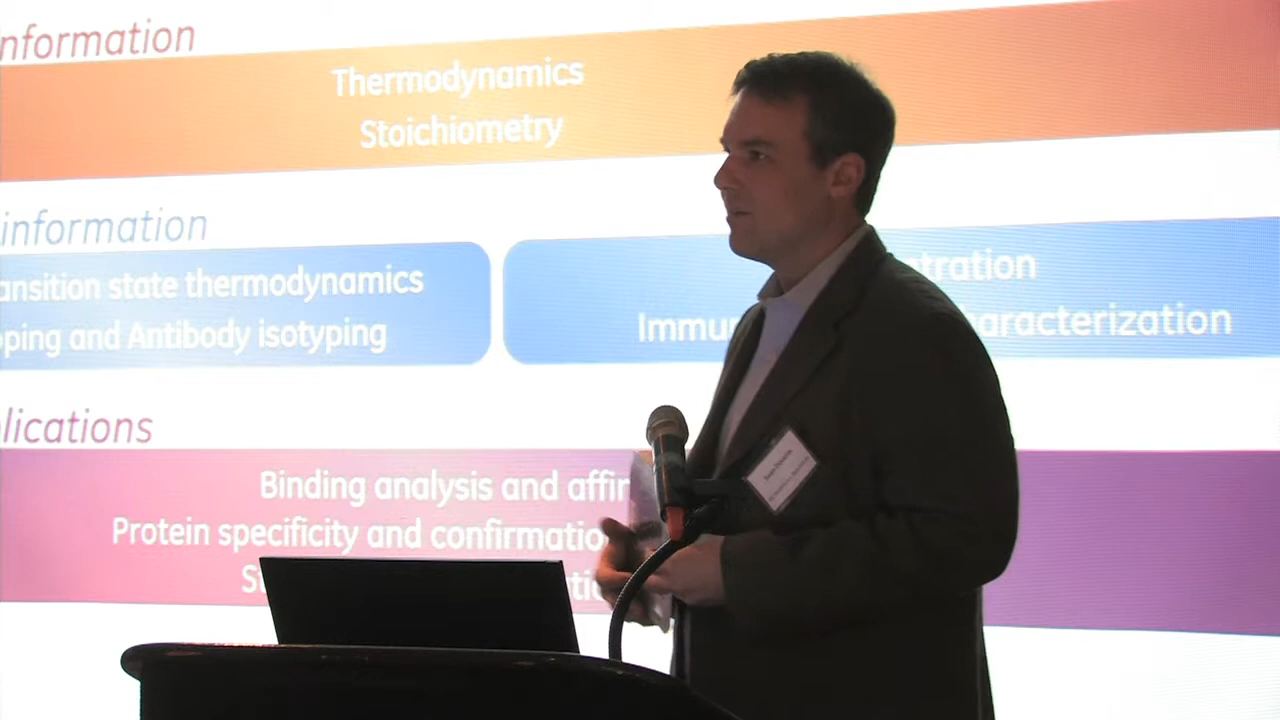 nformation
Thermodynamics
Stoichiometry
information
ansition state thermodynamics
ping and Antibody isotyping
tration
Immu aracterization
lications
Binding analysis and affin
Protein specificity and confirmatio